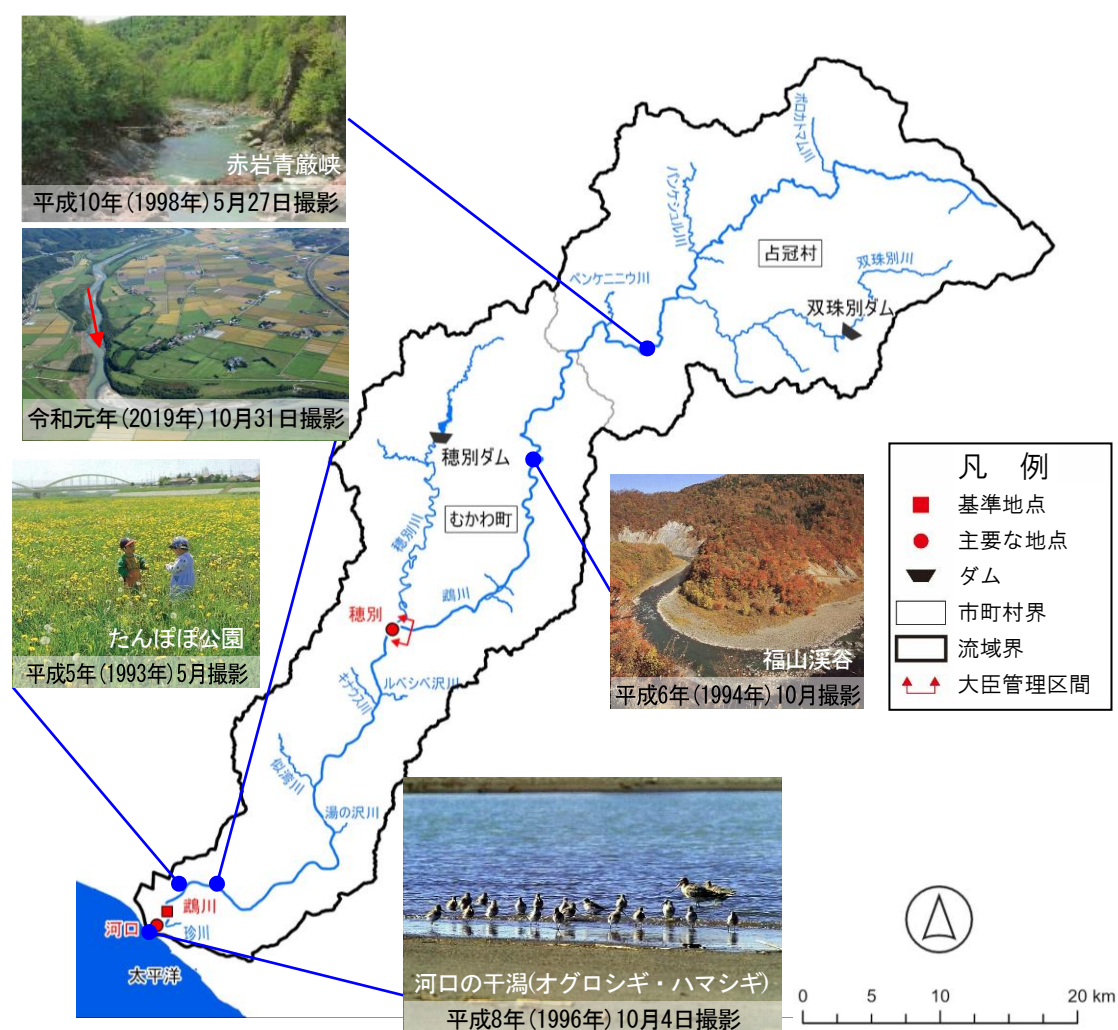 赤岩青厳峡
平成10年(1998年)5月27日撮影
令和元年(2019年)10月31日撮影
たんぽぽ公園
平成5年(1993年)5月撮影
福山渓谷
平成6年(1994年)10月撮影
河口の干潟(オグロシギ・ハマシギ)
平成8年(1996年)10月4日撮影
ポロカトマム川
パンケシュル川
占冠村
双珠別川
双珠別ダム
ペンケニニウ川
穂別ダム
むかわ町
穂別川
鵡川
穂別
ルベシベ沢川
キナウス川
似湾川
湯の沢川
鵡川
珍川
河口
太平洋
凡 例
基準地点
主要な地点
ダム
市町村界
流域界
大臣管理区間
0 5 10 20 km